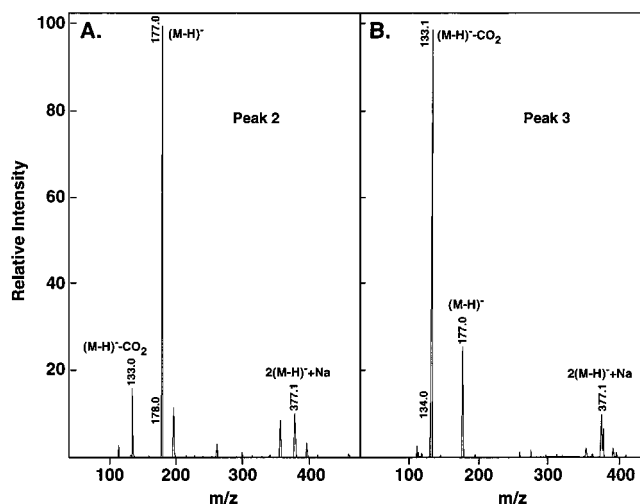 A.
B.
Relative Intensity
100
80
60
40
20
177.0
(M-H)⁻
Peak 2
(M-H)⁻-CO₂
133.0
178.0
2(M-H)⁻+Na
377.1
100 200 300 400
m/z
133.1
(M-H)⁻-CO₂
Peak 3
(M-H)⁻
177.0
134.0
2(M-H)⁻+Na
377.1
100 200 300 400
m/z